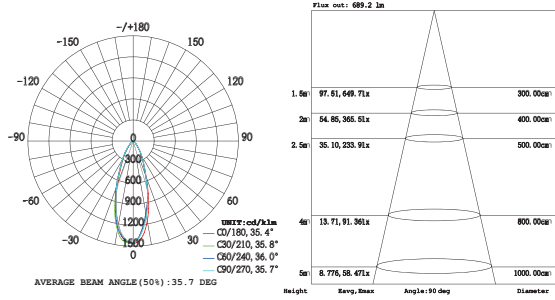 -/+180
-150
150
-120
120
-90
90
-60
60
-30
30
0
0
300
600
900
1200
1500
UNIT:cd/klm
C0/180, 35.4°
C30/210, 35.8°
C60/240, 36.0°
C90/270, 35.7°
AVERAGE BEAM ANGLE(50%):35.7 DEG
Flux out: 689.2 lm
1.5m 97.51,649.71x 300.00cm
2m 54.85,365.51x 400.00cm
2.5m 35.10,233.91x 500.00cm
4m 13.71,91.361x 800.00cm
5m 8.776,58.471x 1000.00cm
Height Eavg,Emax Angle:90 deg Diameter